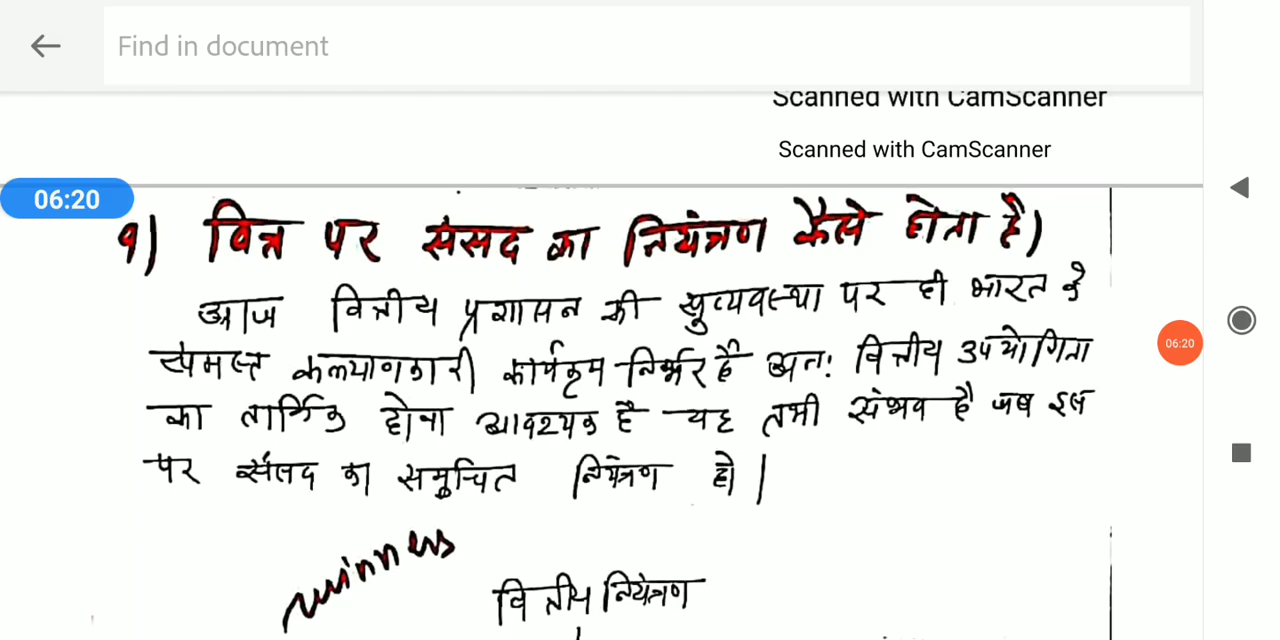 Find in document
Scanned with CamScanner
Scanned with CamScanner
06:20
१) वित्त पर संसद का नियंत्रण कैसे होता है)
आज वित्तीय प्रशासन की सुव्यवस्था पर ही भारत के
समस्त कल्याणकारी कार्यक्रम निर्भर है अतः वित्तीय उपयोगिता
06:20
का तार्किक होना आवश्यक है यह तभी संभव है जब इस
पर संसद का समुचित नियंत्रण हो |
winners
वित्तीय नियंत्रण